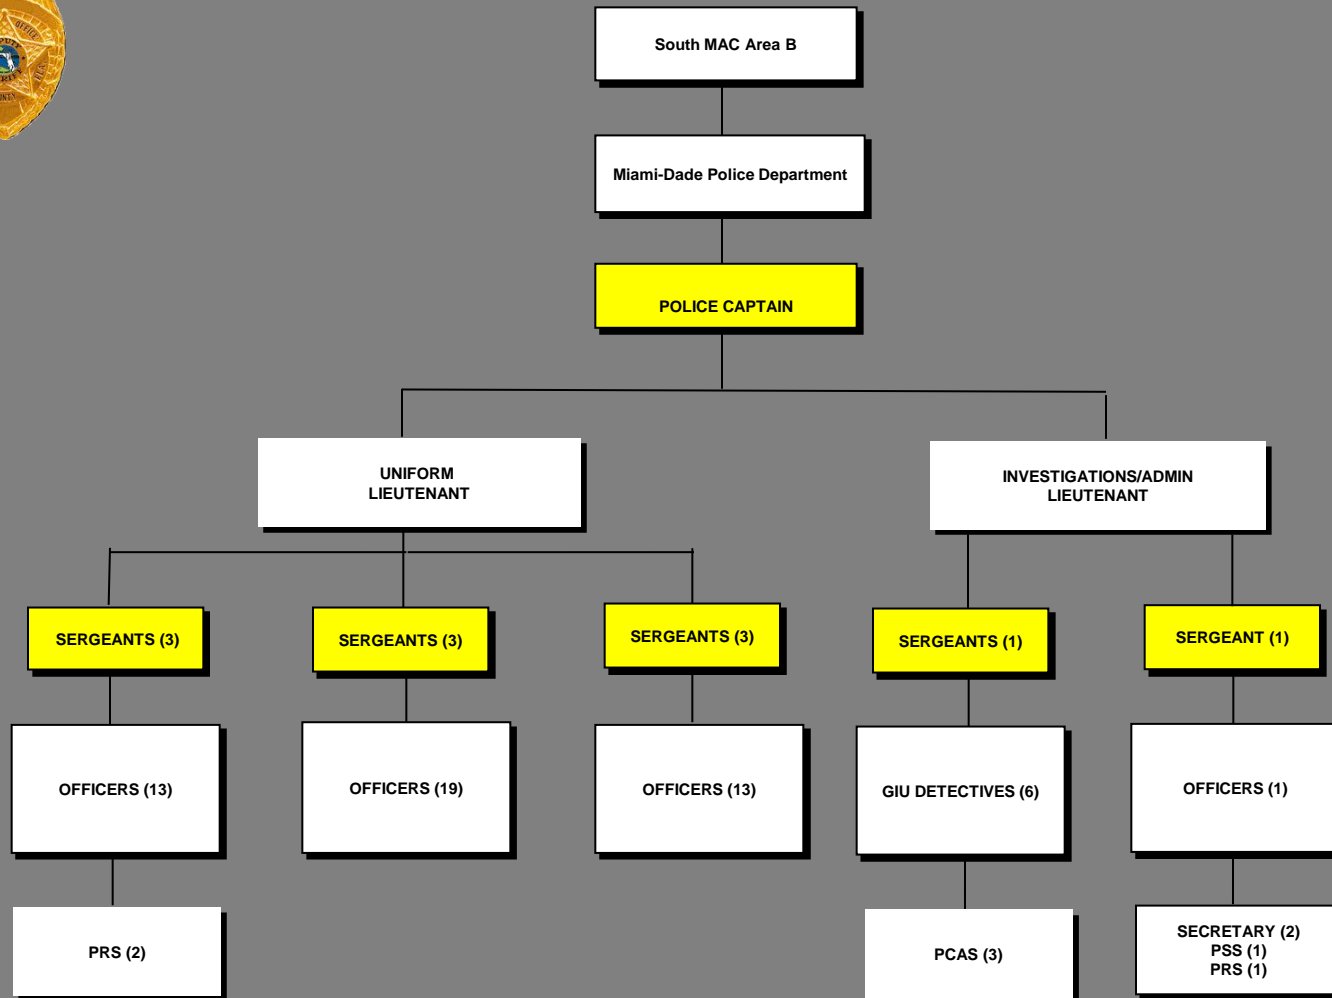 South MAC Area B
Miami-Dade Police Department
POLICE CAPTAIN
UNIFORM
LIEUTENANT
INVESTIGATIONS/ADMIN
LIEUTENANT
SERGEANTS (3)
SERGEANTS (3)
SERGEANTS (3)
SERGEANTS (1)
SERGEANT (1)
OFFICERS (13)
OFFICERS (19)
OFFICERS (13)
GIU DETECTIVES (6)
OFFICERS (1)
PRS (2)
PCAS (3)
SECRETARY (2)
PSS (1)
PRS (1)